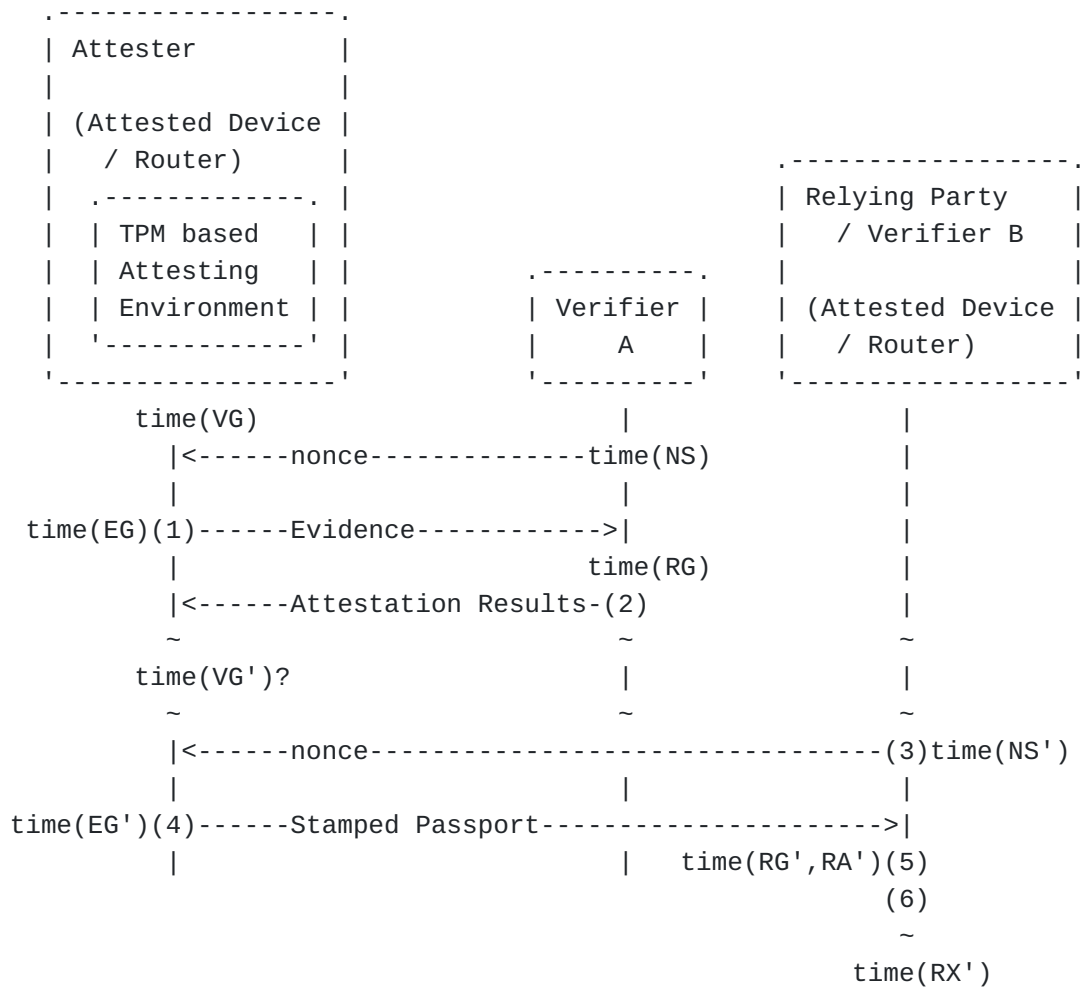 .------------------.
| Attester         |
|                  |
| (Attested Device |
|   / Router)      |                           .------------------.
|  .-------------. |                           | Relying Party    |
|  | TPM based   | |                           |   / Verifier B   |
|  | Attesting   | |           .----------.    |                  |
|  | Environment | |           | Verifier |    | (Attested Device |
|  '-------------' |           |     A    |    |   / Router)      |
'------------------'           '----------'    '------------------'
time(VG)                       |                 |
|<------nonce--------------time(NS)            |
|                            |                 |
time(EG)(1)------Evidence------------>|                 |
|                          time(RG)            |
|<------Attestation Results-(2)                |
~                            ~                 ~
time(VG')?                     |                 |
~                            ~                 ~
|<------nonce---------------------------------(3)time(NS')
|                            |                 |
time(EG')(4)------Stamped Passport---------------------->|
|                            |   time(RG',RA')(5)
(6)
~
time(RX')